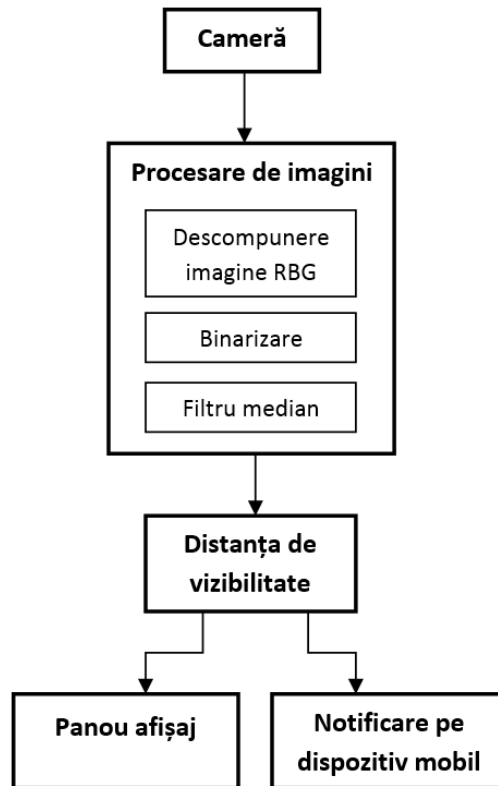 Cameră
Procesare de imagini
Descompunere
imagine RBG
Binarizare
Filtru median
Distanța de
vizibilitate
Panou afișaj
Notificare pe
dispozitiv mobil